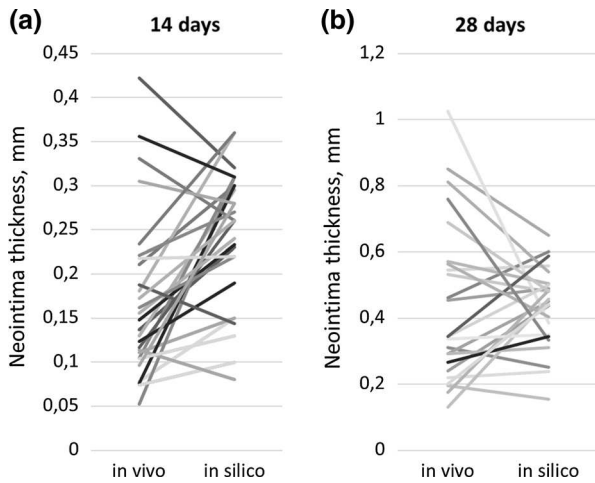 (a)
14 days
Neointima thickness, mm
0,45
0,4
0,35
0,3
0,25
0,2
0,15
0,1
0,05
0
in vivo
in silico
(b)
28 days
Neointima thickness, mm
1,2
1
0,8
0,6
0,4
0,2
0
in vivo
in silico